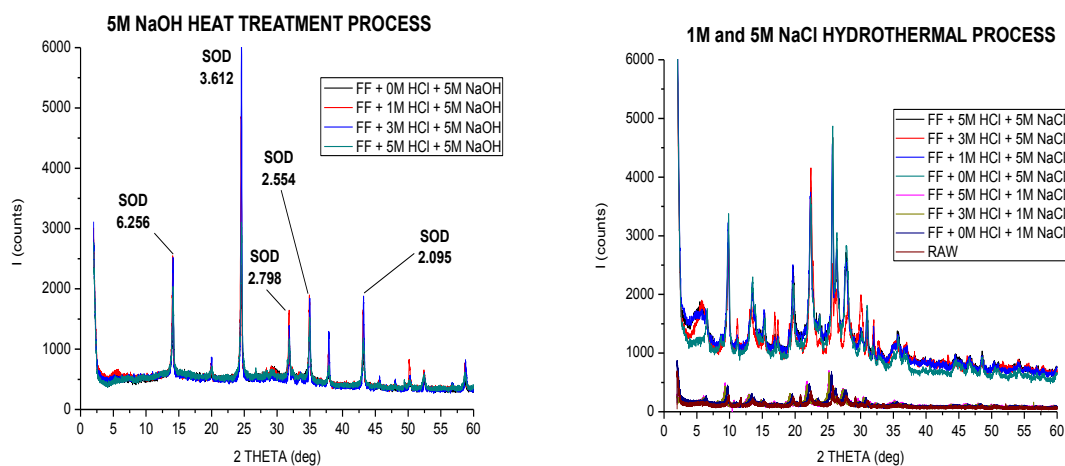 5M NaOH HEAT TREATMENT PROCESS
I (counts)
6000
5000
4000
3000
2000
1000
0
SOD
3.612
FF + 0M HCl + 5M NaOH
FF + 1M HCl + 5M NaOH
FF + 3M HCl + 5M NaOH
FF + 5M HCl + 5M NaOH
SOD
2.554
SOD
6.256
SOD
2.798
SOD
2.095
0 5 10 15 20 25 30 35 40 45 50 55 60
2 THETA (deg)
1M and 5M NaCl HYDROTHERMAL PROCESS
I (counts)
6000
5000
4000
3000
2000
1000
0
FF + 5M HCl + 5M NaCl
FF + 3M HCl + 5M NaCl
FF + 1M HCl + 5M NaCl
FF + 0M HCl + 5M NaCl
FF + 5M HCl + 1M NaCl
FF + 3M HCl + 1M NaCl
FF + 0M HCl + 1M NaCl
RAW
0 5 10 15 20 25 30 35 40 45 50 55 60
2 THETA (deg)